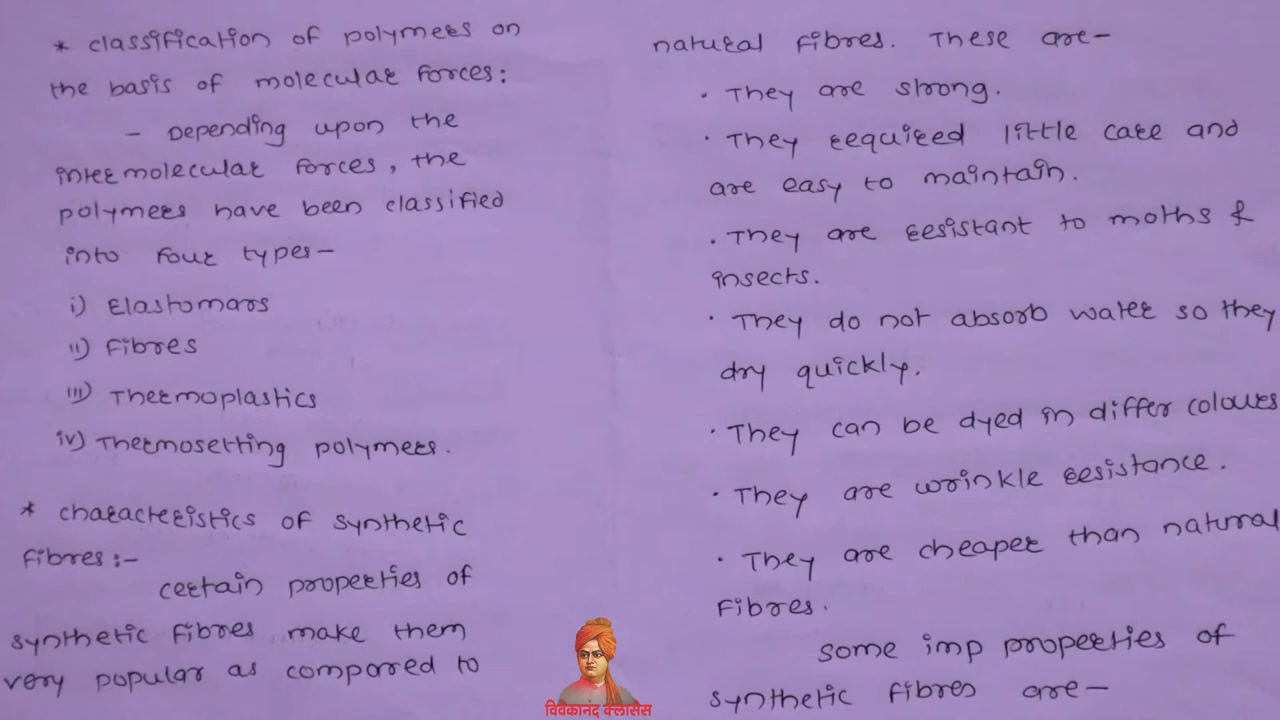 * classification of polymers on
the basis of molecular forces:
- Depending upon the
intermolecular forces, the
polymers have been classified
into four types-
i) Elastomars
ii) Fibres
iii) Thermoplastics
iv) Thermosetting polymers.
* characteristics of synthetic
fibres:-
certain properties of
synthetic fibres make them
very popular as compared to
natural fibres. These are-
• They are strong.
• They required little care and
are easy to maintain.
• They are resistant to moths &
insects.
• They do not absorb water so they
dry quickly.
• They can be dyed in differ colours
• They are wrinkle resistance.
• They are cheaper than natural
fibres.
some imp properties of
synthetic fibres are-
विवेकानंद क्लासेस